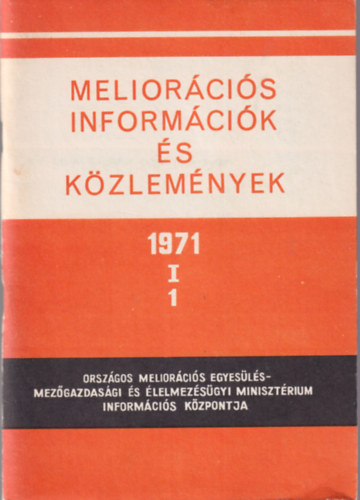 MELIORÁCIÓS
INFORMÁCIÓK
ÉS
KÖZLEMÉNYEK
1971
I
1
ORSZÁGOS MELIORÁCIÓS EGYESÜLÉS-
MEZŐGAZDASÁGI ÉS ÉLELMEZÉSÜGYI MINISZTÉRIUM
INFORMÁCIÓS KÖZPONTJA